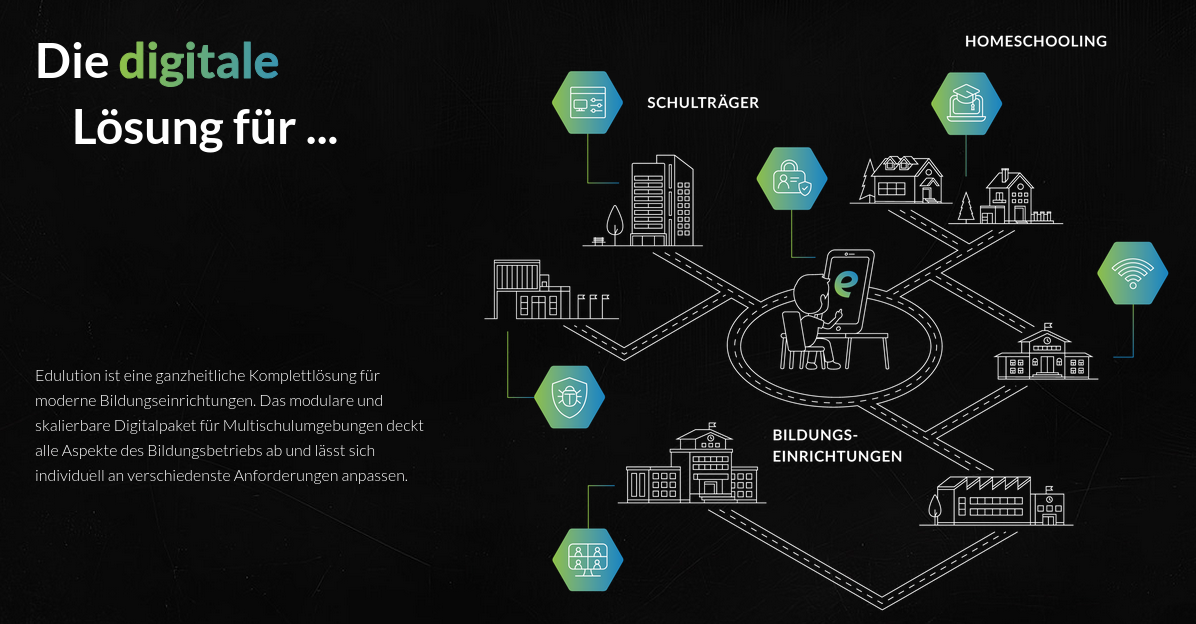 Die digitale
Lösung für ...
Edulution ist eine ganzheitliche Komplettlösung für
moderne Bildungseinrichtungen. Das modulare und
skalierbare Digitalpaket für Multischulumgebungen deckt
alle Aspekte des Bildungsbetriebs ab und lässt sich
individuell an verschiedenste Anforderungen anpassen.
HOMESCHOOLING
SCHULTRÄGER
e
BILDUNGS-
EINRICHTUNGEN